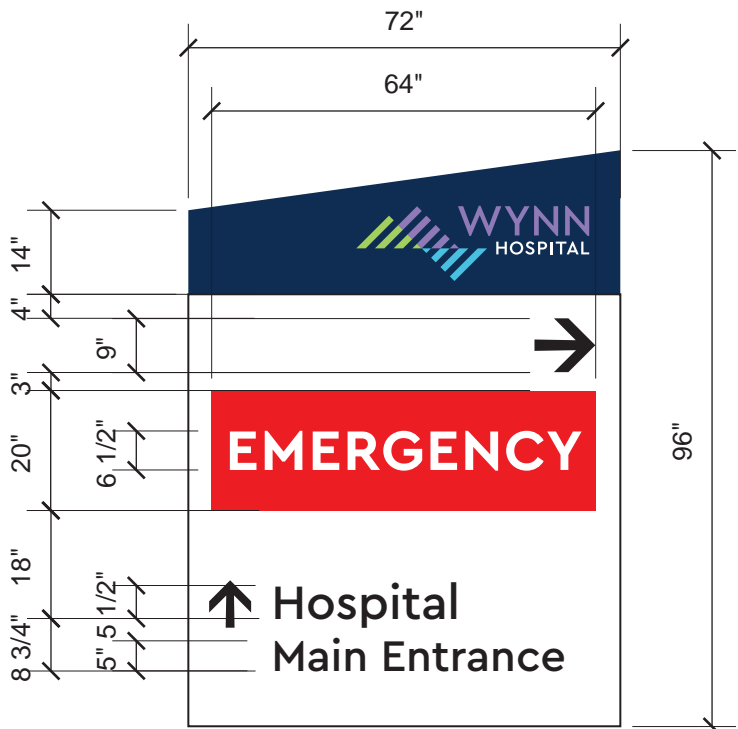 72"
64"
WYNN
HOSPITAL
14"
4"
9"
3"
20"
6 1/2"
EMERGENCY
96"
18"
5 1/2"
8 3/4"
5"
Hospital
Main Entrance